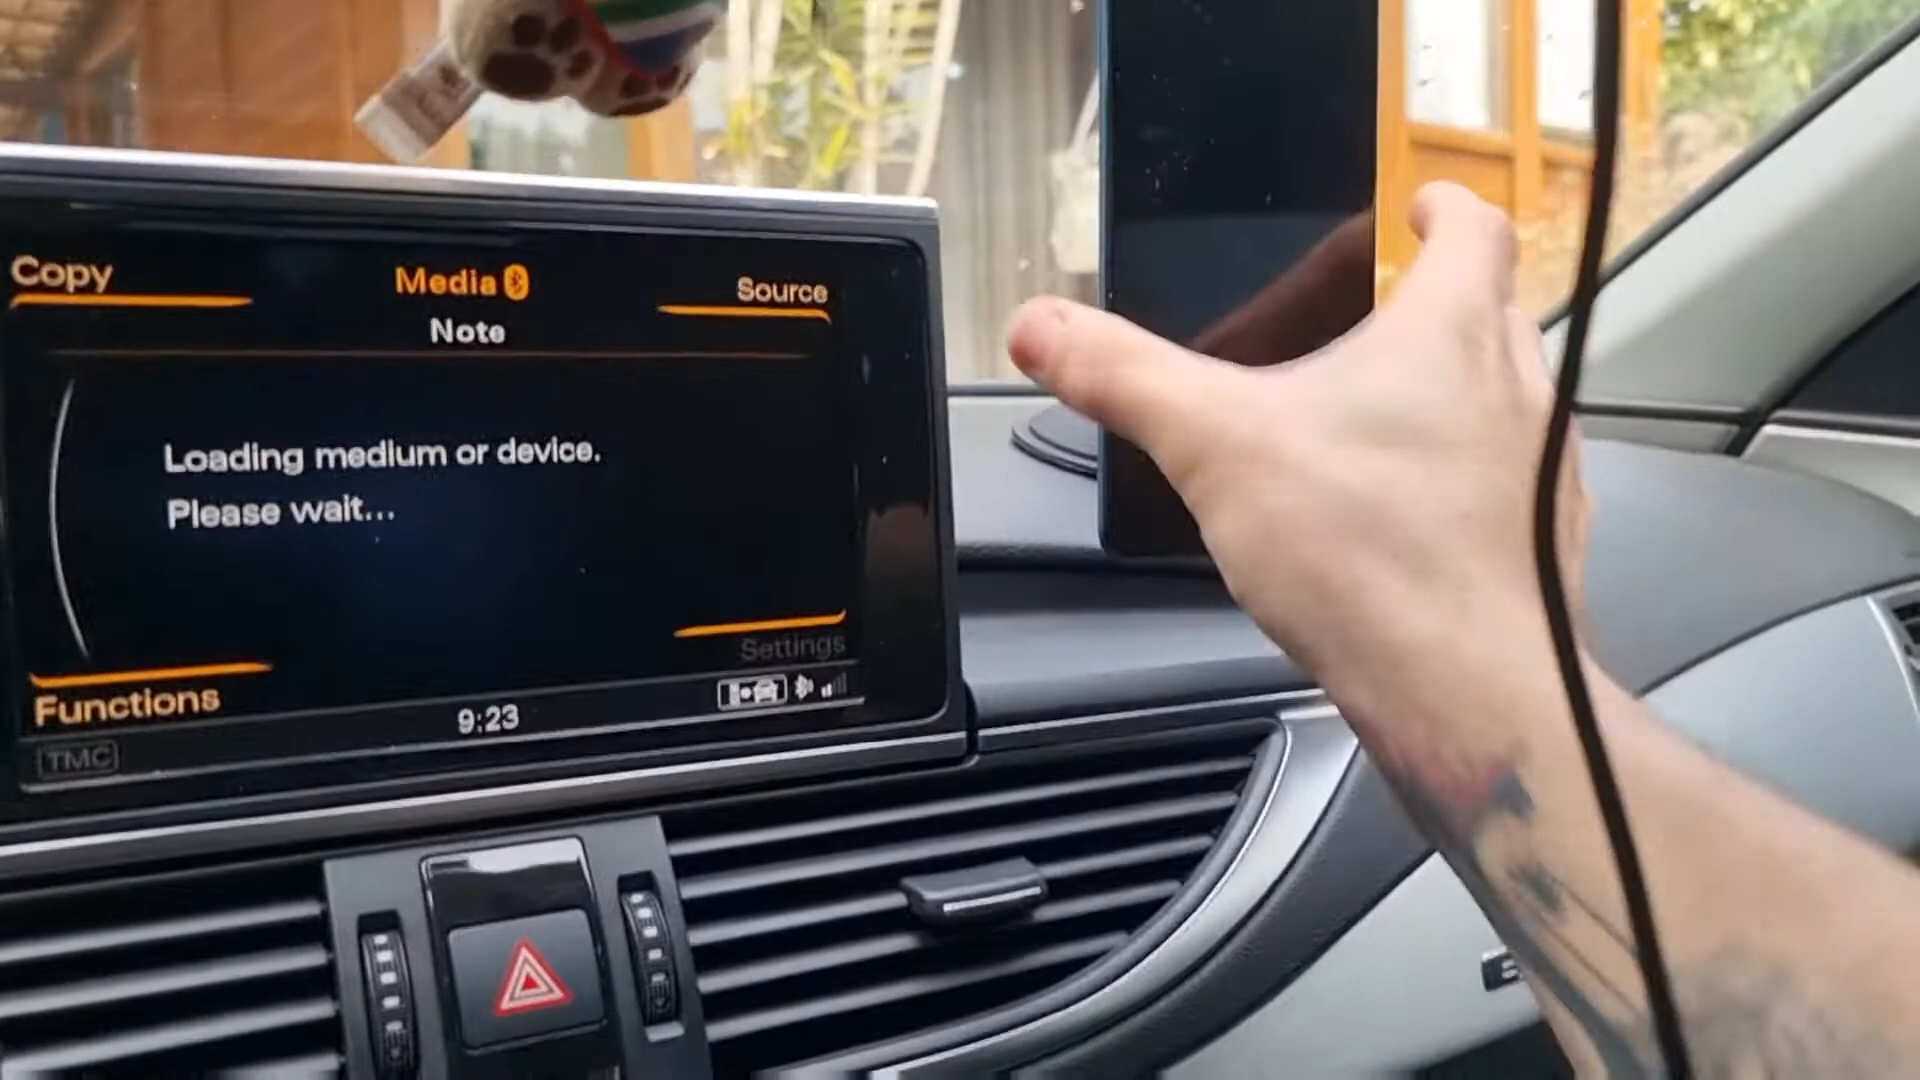 Copy
Media
Source
Note
Loading medium or device.
Please wait...
Settings
Functions
9:23
TMC